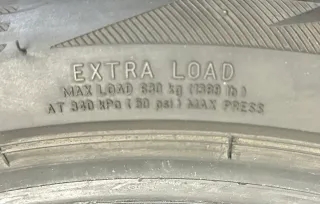 EXTRA LOAD
MAX LOAD 630 kg (1389 lb)
AT 340 kPa (50 psi) MAX PRESS